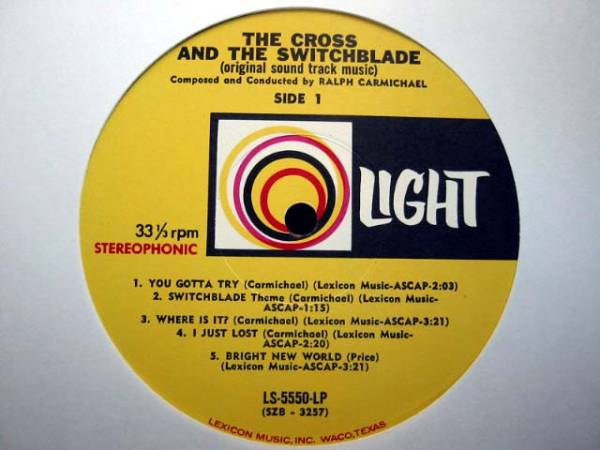 THE CROSS
AND THE SWITCHBLADE
(original sound track music)
Composed and Conducted by RALPH CARMICHAEL
SIDE 1
LIGHT
33 ⅓ rpm
STEREOPHONIC
1. YOU GOTTA TRY (Carmichael) (Lexicon Music-ASCAP-2:03)
2. SWITCHBLADE Theme (Carmichael) (Lexicon Music-
ASCAP-1:15)
3. WHERE IS IT? (Carmichael) (Lexicon Music-ASCAP-3:21)
4. I JUST LOST (Carmichael) (Lexicon Music-
ASCAP-2:20)
5. BRIGHT NEW WORLD (Price)
(Lexicon Music-ASCAP-3:21)
LS-5550-LP
(SZB - 3257)
LEXICON MUSIC, INC. WACO, TEXAS